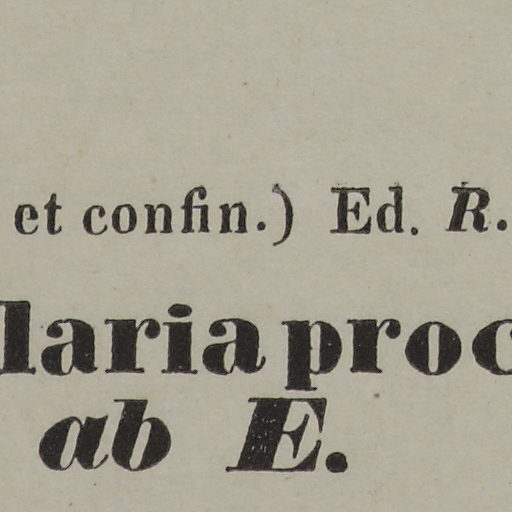 et confin.) Ed. R.
laria proc
ab E.